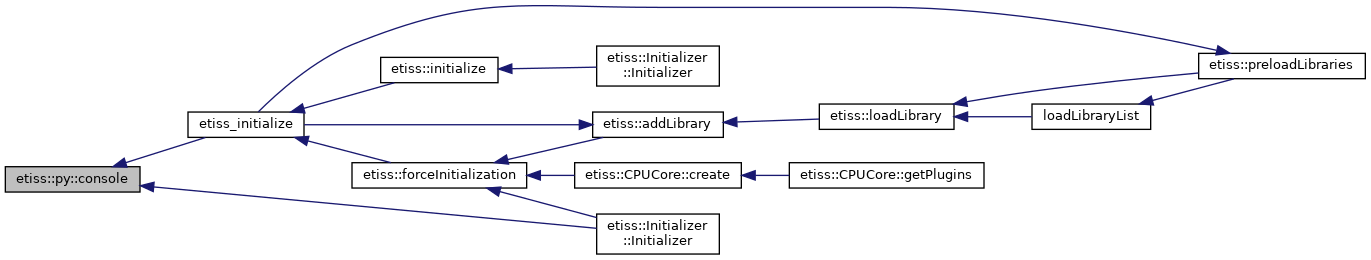 etiss::py::console
etiss_initialize
etiss::initialize
etiss::Initializer
::Initializer
etiss::forceInitialization
etiss::addLibrary
etiss::loadLibrary
loadLibraryList
etiss::preloadLibraries
etiss::CPUCore::create
etiss::CPUCore::getPlugins
etiss::Initializer
::Initializer